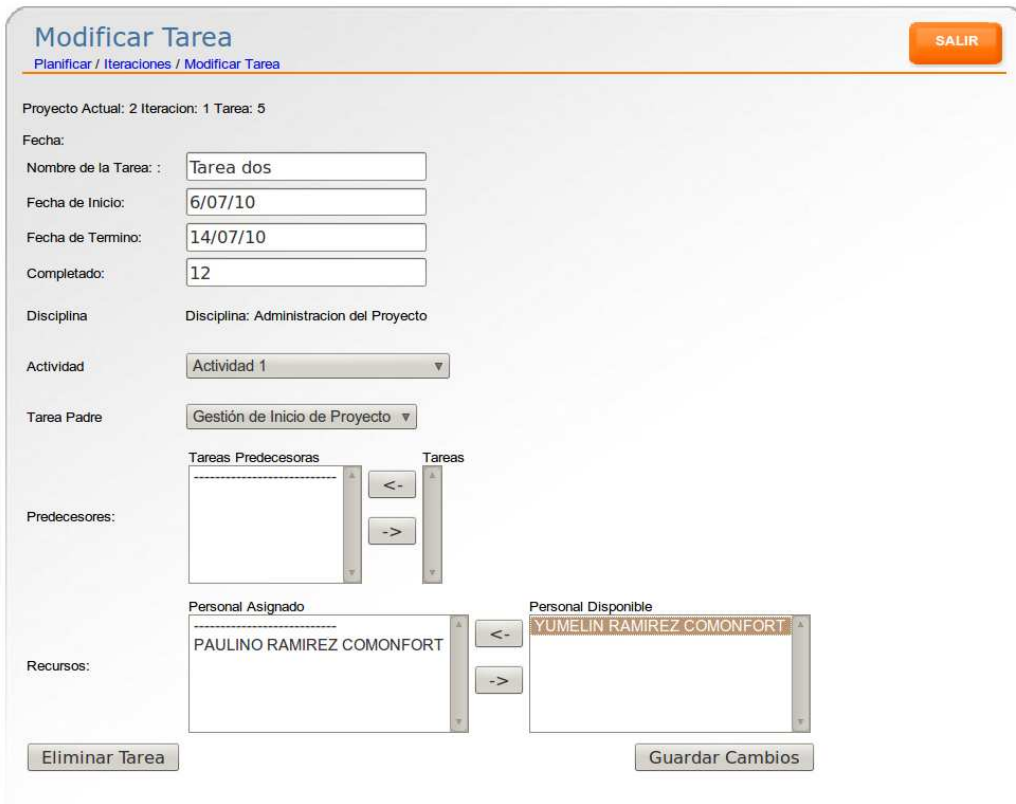 Modificar Tarea
SALIR
Planificar / Iteraciones / Modificar Tarea
Proyecto Actual: 2 Iteracion: 1 Tarea: 5
Fecha:
Nombre de la Tarea: : Tarea dos
Fecha de Inicio: 6/07/10
Fecha de Termino: 14/07/10
Completado: 12
Disciplina Disciplina: Administracion del Proyecto
Actividad Actividad 1
Tarea Padre Gestión de Inicio de Proyecto
Tareas Predecesoras Tareas
---------------------------
<-
Predecesores:
->
Personal Asignado Personal Disponible
---------------------------
<- YUMELIN RAMIREZ COMONFORT
PAULINO RAMIREZ COMONFORT
Recursos:
->
Eliminar Tarea Guardar Cambios